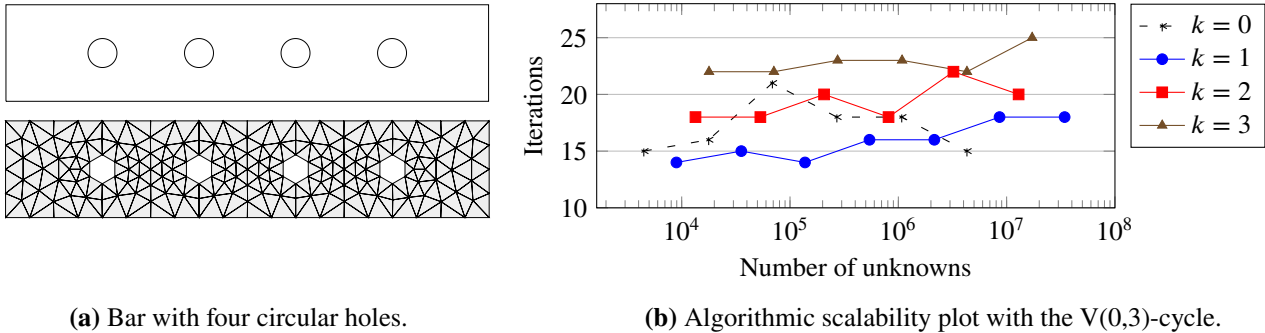 25
20
15
10
Iterations
10^4
10^5
10^6
10^7
10^8
Number of unknowns
k = 0
k = 1
k = 2
k = 3
(a) Bar with four circular holes.
(b) Algorithmic scalability plot with the V(0,3)-cycle.